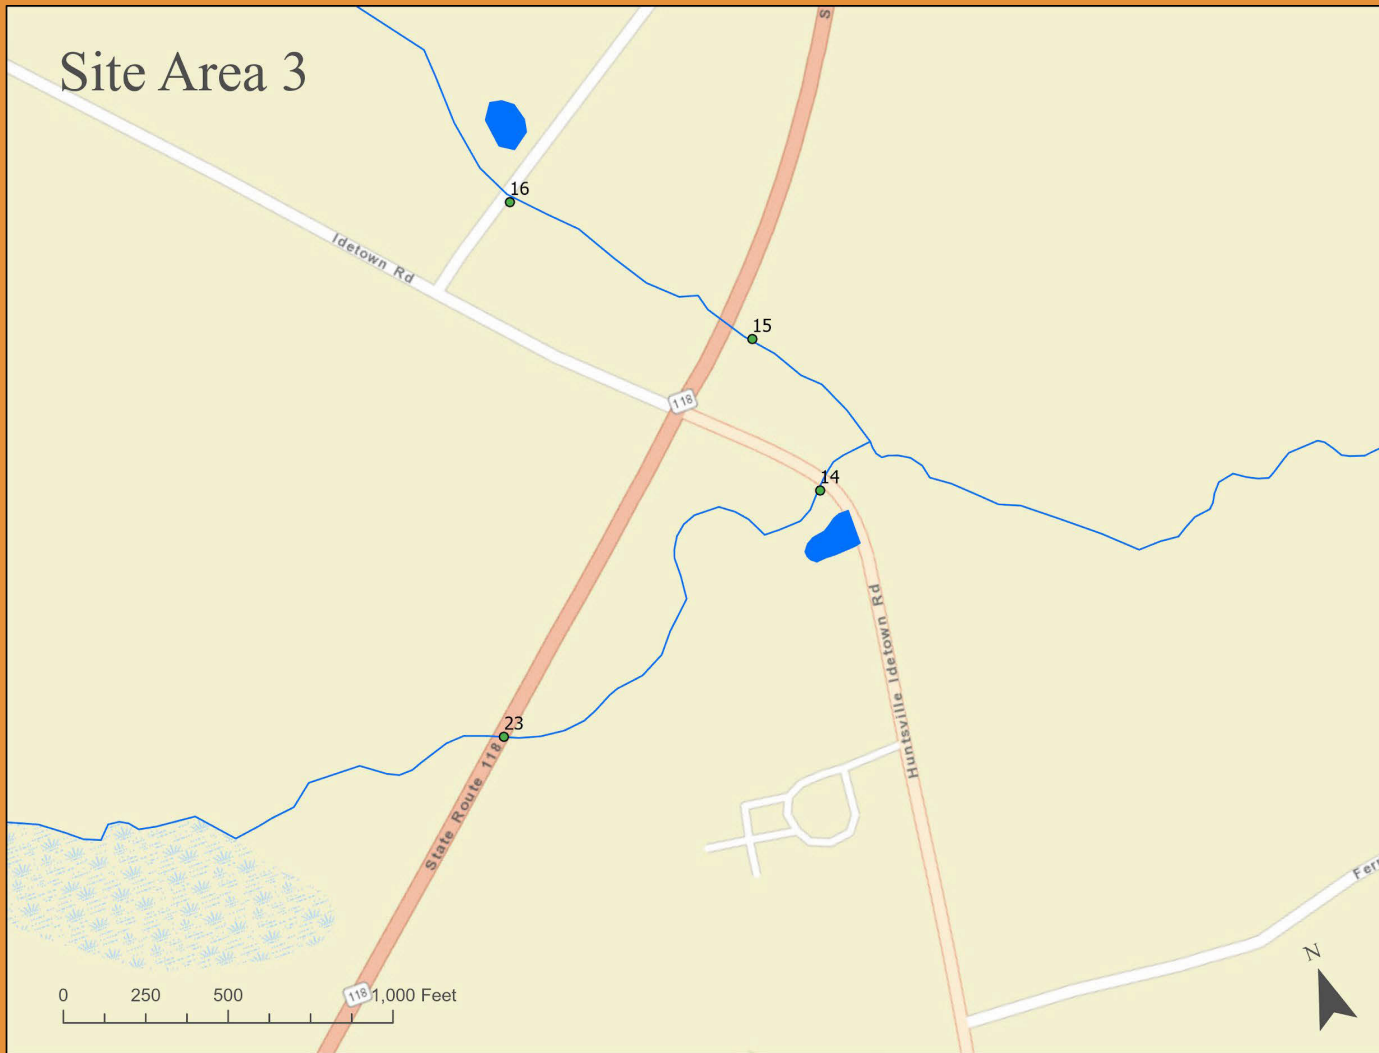 Site Area 3
S
16
Idetown Rd
15
118
14
Huntsville Idetown Rd
23
State Route 118
Fern
N
0 250 500 1,000 Feet
118